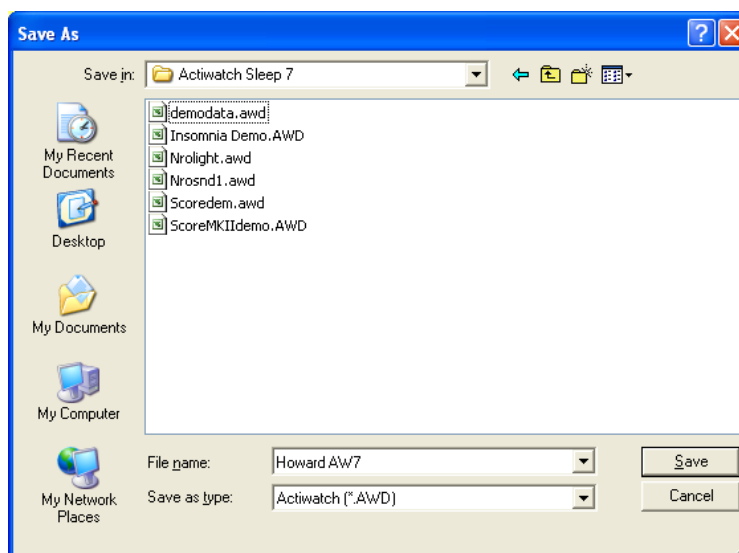 Save As
Save in:
Actiwatch Sleep 7
My Recent
Documents
Desktop
My Documents
My Computer
My Network
Places
demodata.awd
Insomnia Demo.AWD
Nrolight.awd
Nrosnd1.awd
Scoredem.awd
ScoreMKIIdemo.AWD
File name:
Howard AW7
Save
Save as type:
Actiwatch (*.AWD)
Cancel